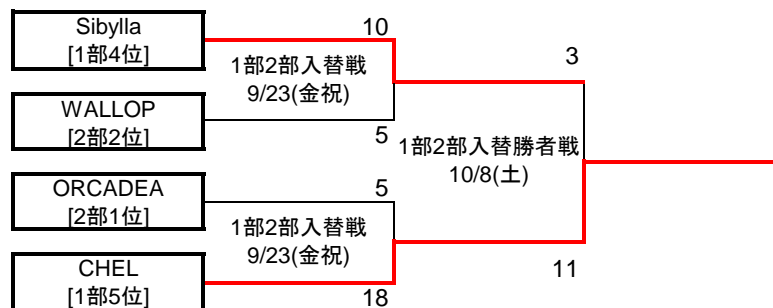 Sibylla
[1部4位]
10
1部2部入替戦
9/23(金祝)
3
WALLOP
[2部2位]
5
1部2部入替勝者戦
10/8(土)
ORCADEA
[2部1位]
5
1部2部入替戦
9/23(金祝)
CHEL
[1部5位]
11
18